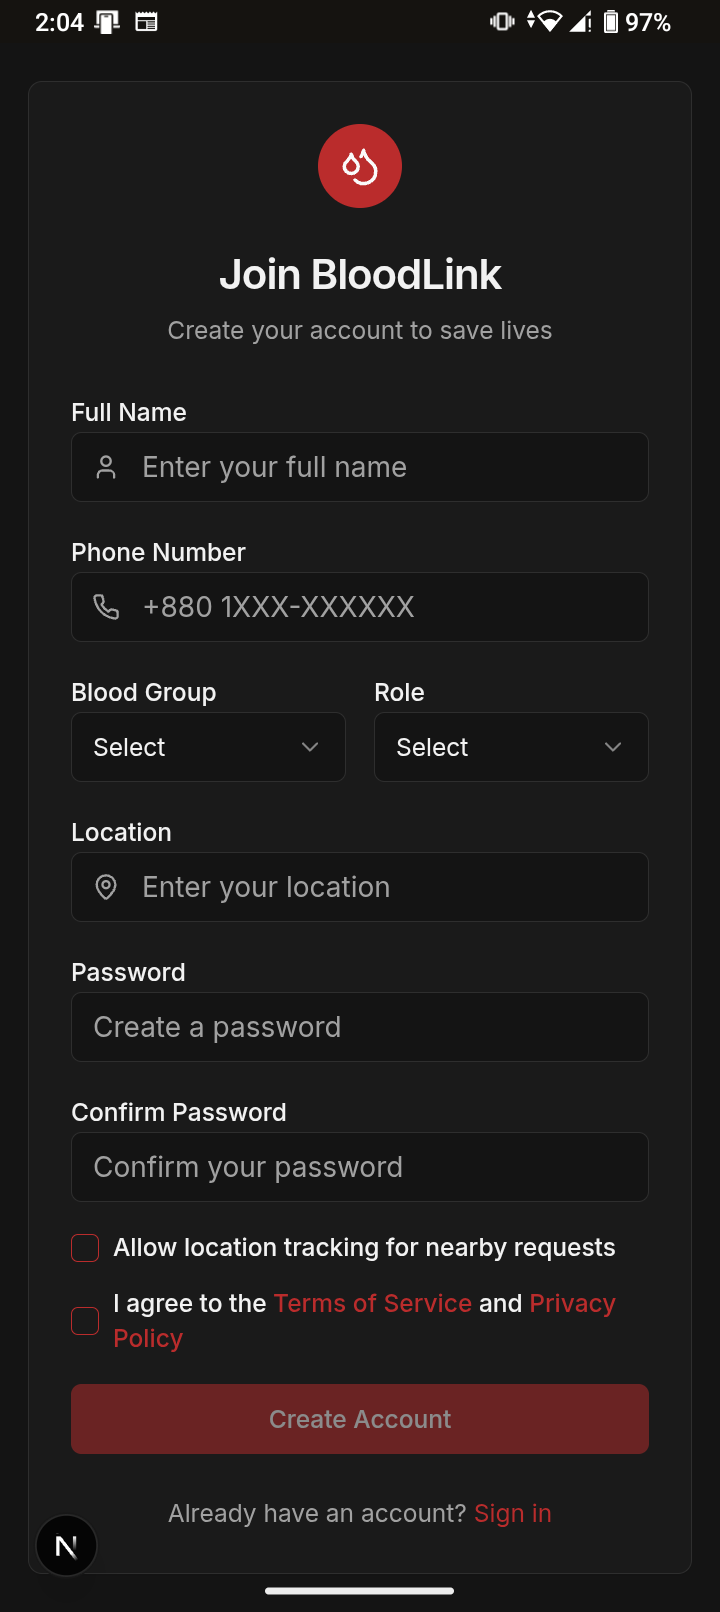 2:04 97%
Join BloodLink
Create your account to save lives
Full Name
Enter your full name
Phone Number
+880 1XXX-XXXXXX
Blood Group Role
Select Select
Location
Enter your location
Password
Create a password
Confirm Password
Confirm your password
Allow location tracking for nearby requests
I agree to the Terms of Service and Privacy
Policy
Create Account
Already have an account? Sign in
N